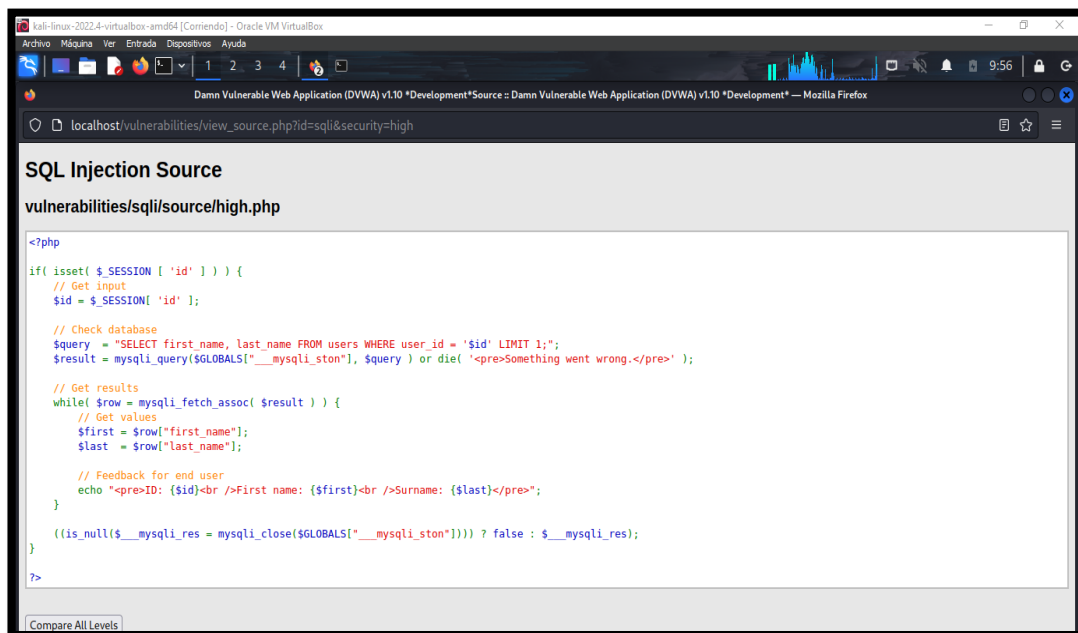 kali-linux-2022.4-virtualbox-amd64 [Corriendo] - Oracle VM VirtualBox
Archivo Máquina Ver Entrada Dispositivos Ayuda
1 2 3 4 9:56
Damn Vulnerable Web Application (DVWA) v1.10 *Development*Source :: Damn Vulnerable Web Application (DVWA) v1.10 *Development* — Mozilla Firefox
localhost/vulnerabilities/view_source.php?id=sqli&security=high
SQL Injection Source
vulnerabilities/sqli/source/high.php
<?php
if( isset( $_SESSION [ 'id' ] ) ) {
    // Get input
    $id = $_SESSION[ 'id' ];
    // Check database
    $query  = "SELECT first_name, last_name FROM users WHERE user_id = '$id' LIMIT 1;";
    $result = mysqli_query($GLOBALS["___mysqli_ston"], $query ) or die( '<pre>Something went wrong.</pre>' );
    // Get results
    while( $row = mysqli_fetch_assoc( $result ) ) {
        // Get values
        $first = $row["first_name"];
        $last  = $row["last_name"];
        // Feedback for end user
        echo "<pre>ID: {$id}<br />First name: {$first}<br />Surname: {$last}</pre>";
    }
    ((is_null($___mysqli_res = mysqli_close($GLOBALS["___mysqli_ston"]))) ? false : $___mysqli_res);
}
?>
Compare All Levels